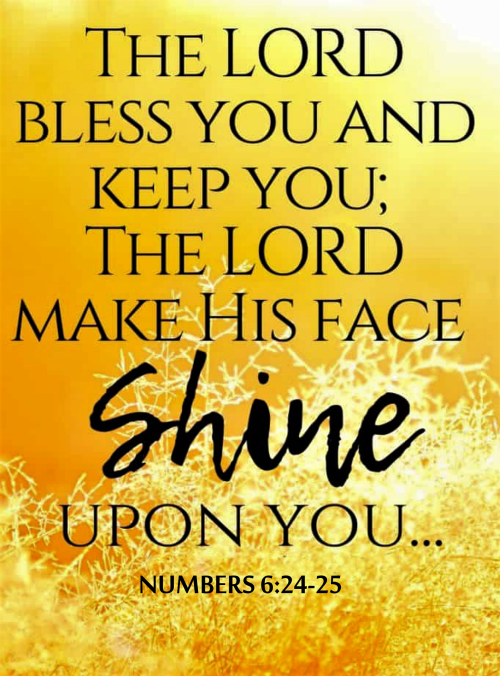 The LORD
BLESS YOU AND
KEEP YOU;
The LORD
MAKE HIS FACE
Shine
UPON YOU...
NUMBERS 6:24-25